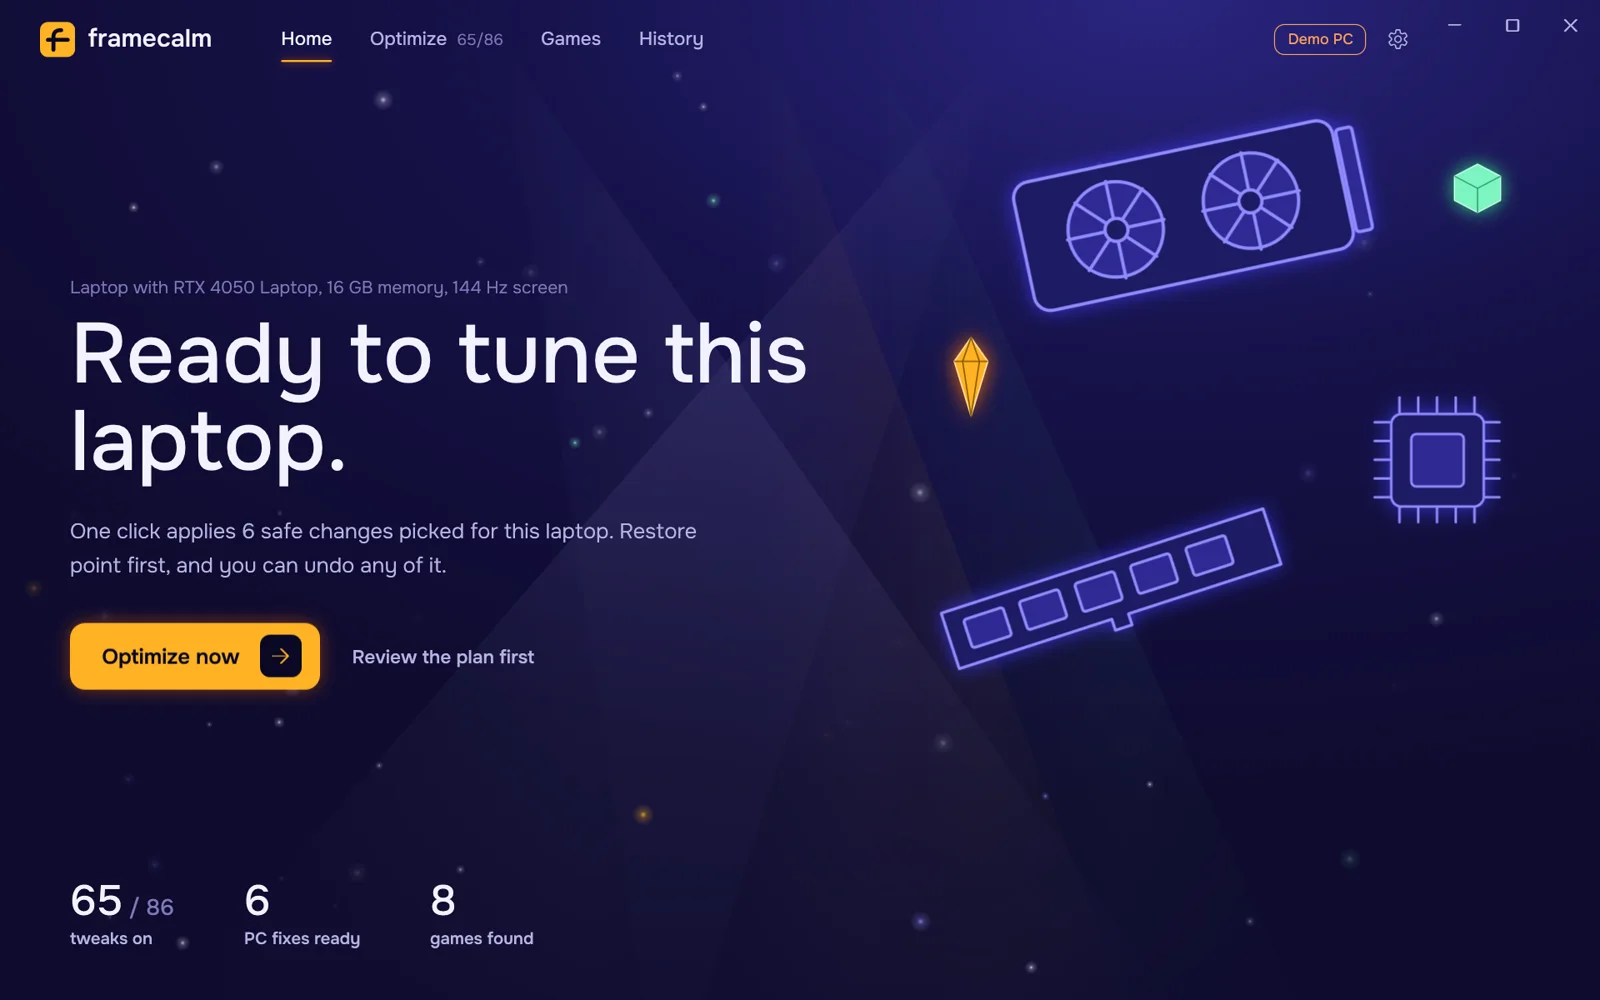 framecalm
Home
Optimize 65/86
Games
History
Demo PC
Laptop with RTX 4050 Laptop, 16 GB memory, 144 Hz screen
Ready to tune this
laptop.
One click applies 6 safe changes picked for this laptop. Restore
point first, and you can undo any of it.
Optimize now
Review the plan first
65 / 86
tweaks on
6
PC fixes ready
8
games found